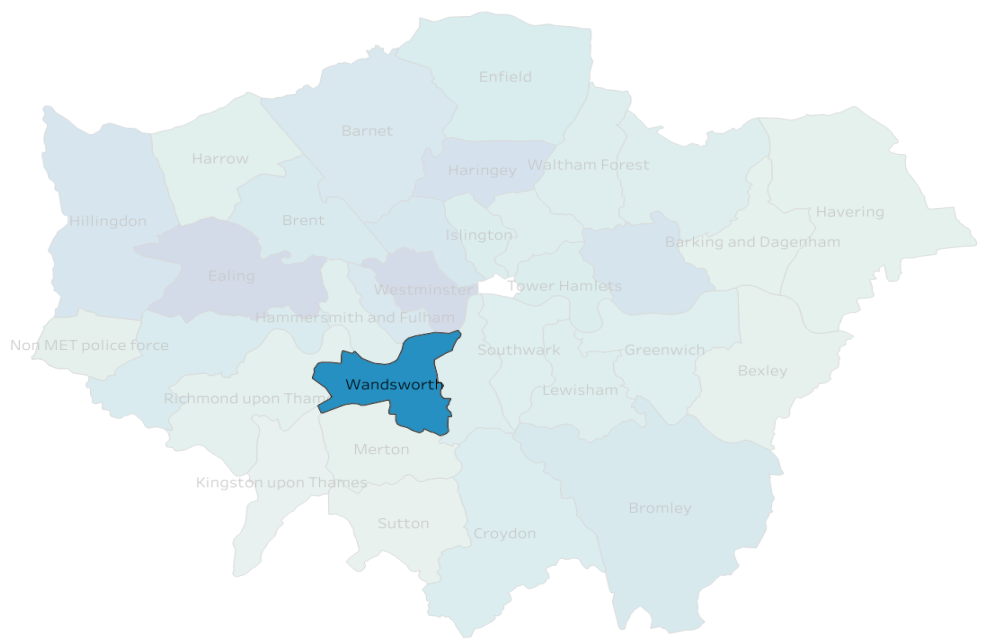 Enfield
Barnet
Harrow
Haringey
Waltham Forest
Hillingdon
Brent
Havering
Islington
Barking and Dagenham
Ealing
Westminster
Tower Hamlets
Hammersmith and Fulham
Non MET police force
Southwark
Greenwich
Bexley
Wandsworth
Lewisham
Richmond upon Tham
Merton
Kingston upon Thames
Bromley
Sutton
Croydon